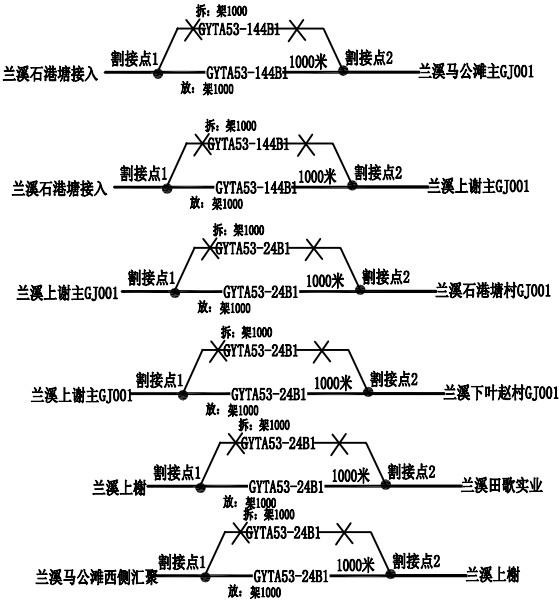 拆: 架1000
GYTA53-144B1
割接点1 1000米 割接点2
兰溪石港塘接入 GYTA53-144B1 兰溪马公滩主GJ001
放: 架1000
拆: 架1000
GYTA53-144B1
割接点1 1000米 割接点2
兰溪石港塘接入 GYTA53-144B1 兰溪上谢主GJ001
放: 架1000
拆: 架1000
GYTA53-24B1
割接点1 1000米 割接点2
兰溪上谢主GJ001 GYTA53-24B1 兰溪石港塘村GJ001
放: 架1000
拆: 架1000
GYTA53-24B1
割接点1 1000米 割接点2
兰溪上谢主GJ001 GYTA53-24B1 兰溪下叶赵村GJ001
放: 架1000
拆: 架1000
GYTA53-24B1
割接点1 1000米 割接点2
兰溪上榭 GYTA53-24B1 兰溪田歌实业
放: 架1000
拆: 架1000
GYTA53-24B1
割接点1 1000米 割接点2
兰溪马公滩西侧汇聚 GYTA53-24B1 兰溪上榭
放: 架1000